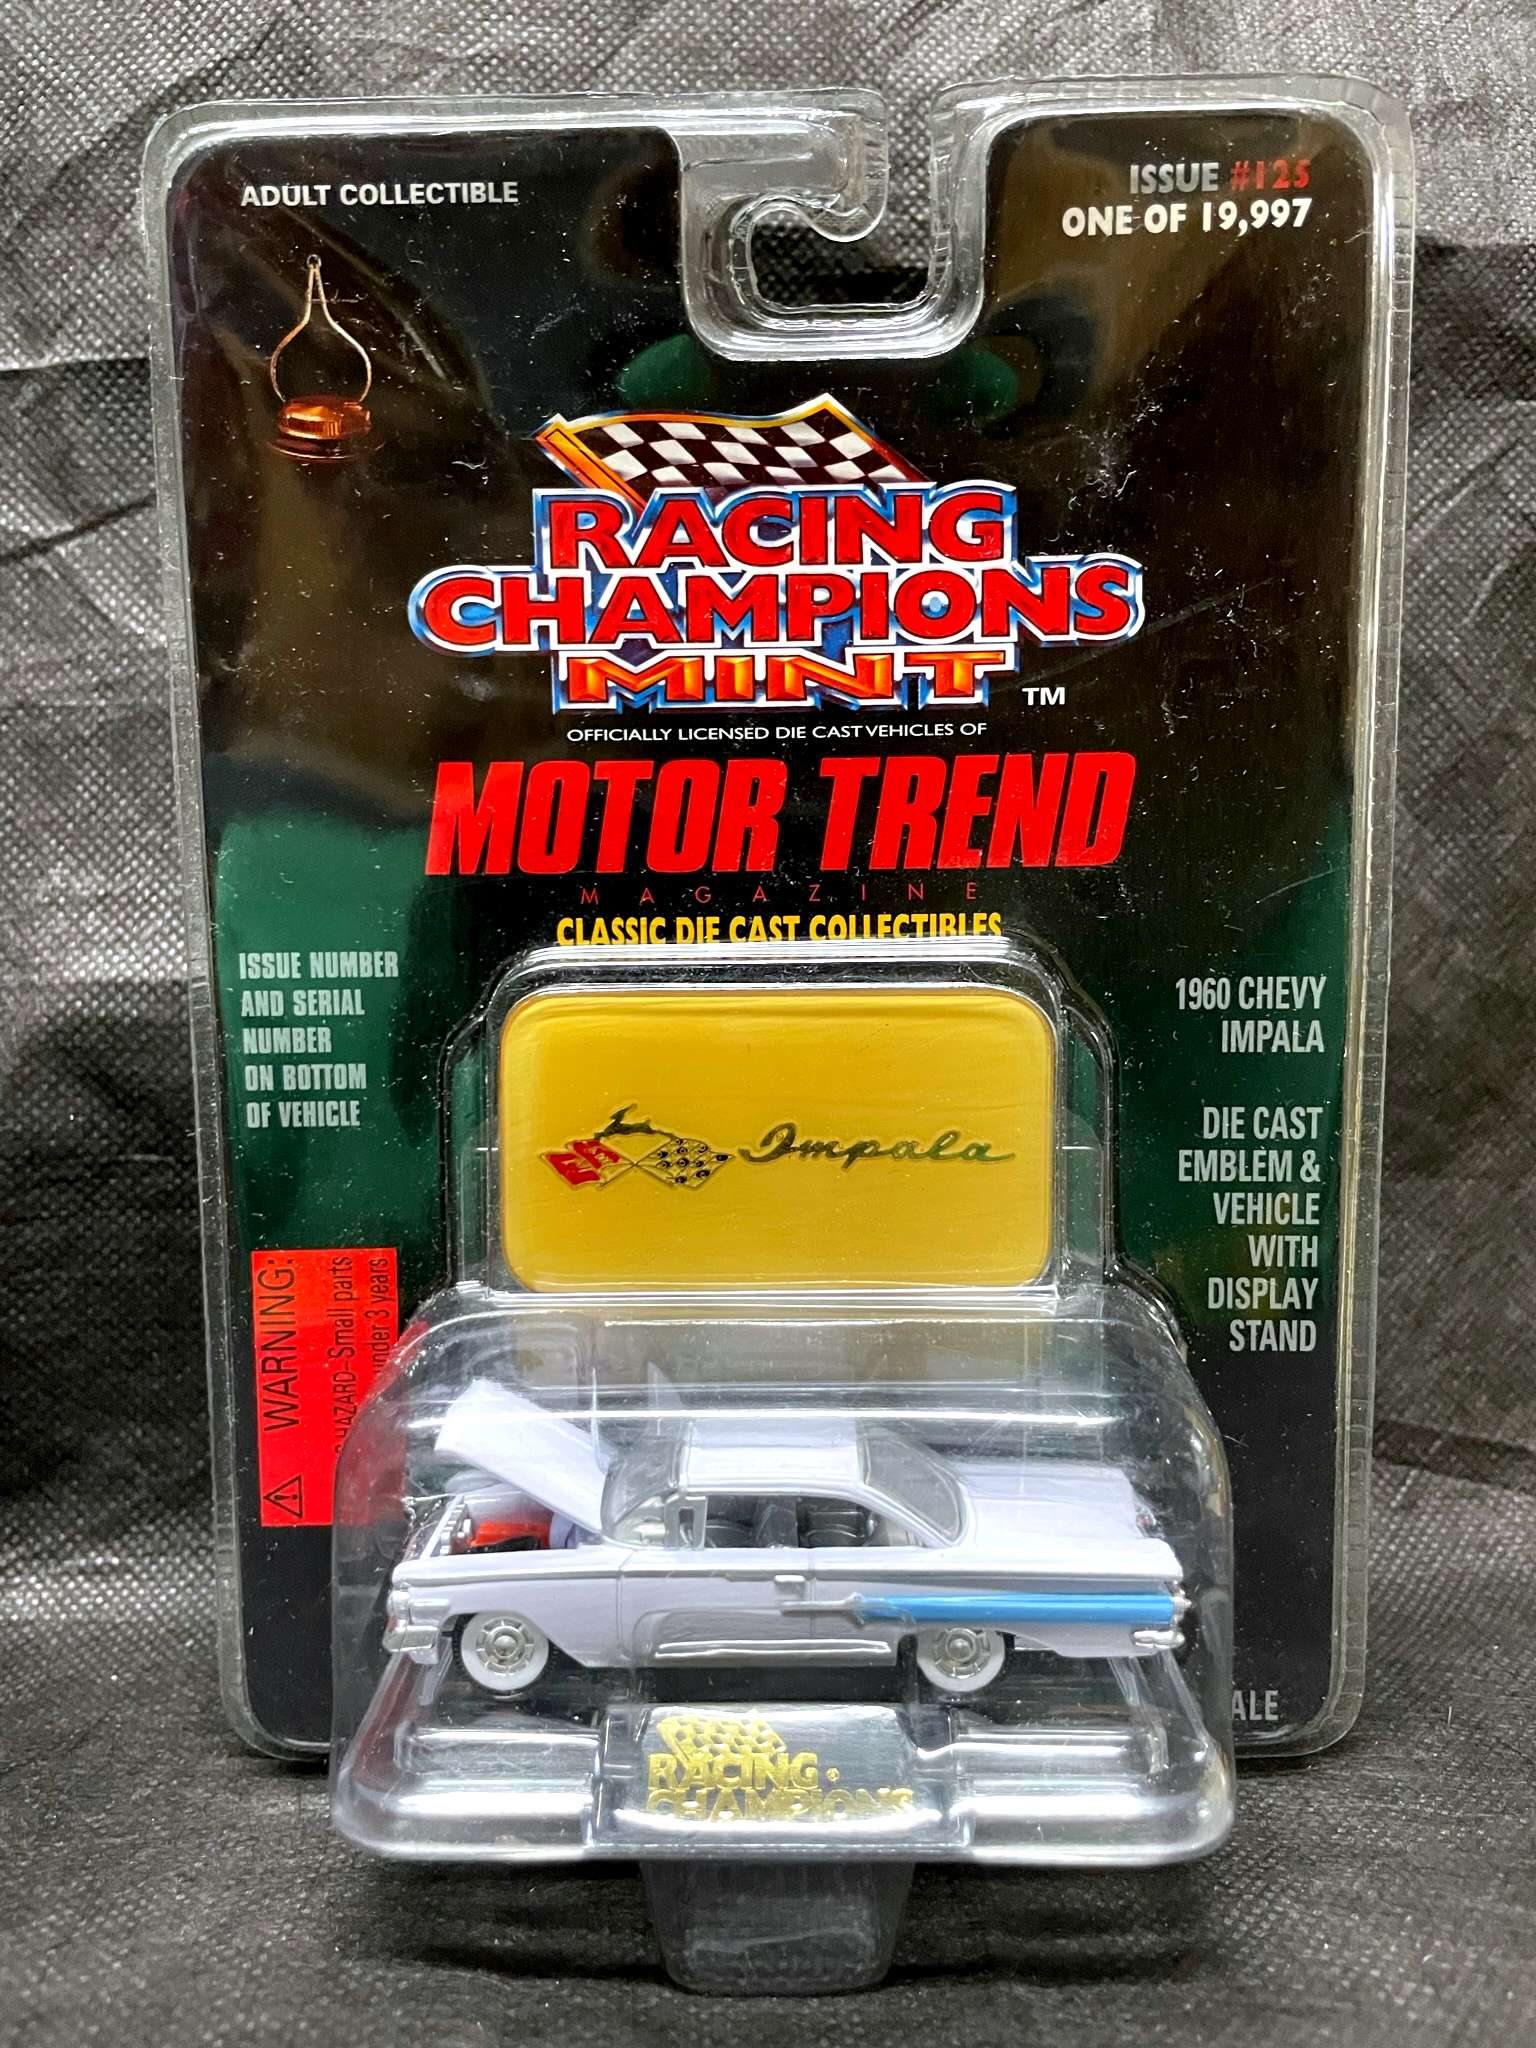 ADULT COLLECTIBLE
ISSUE #125
ONE OF 19,997
RACING
CHAMPIONS
MINT
TM
OFFICIALLY LICENSED DIE CAST VEHICLES OF
MOTOR TREND
MAGAZINE
CLASSIC DIE CAST COLLECTIBLES
ISSUE NUMBER
AND SERIAL
NUMBER
ON BOTTOM
OF VEHICLE
1960 CHEVY
IMPALA
DIE CAST
EMBLEM &
VEHICLE
WITH
DISPLAY
STAND
Impala
WARNING:
HAZARD-Small parts
under 3 years
RACING
CHAMPIONS